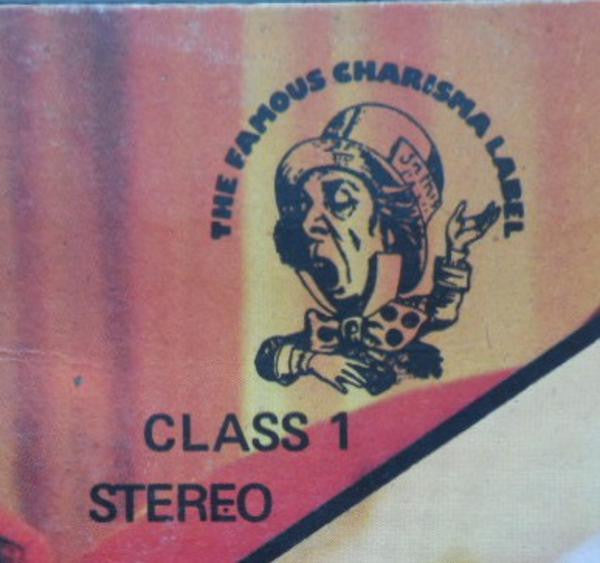 THE FAMOUS CHARISMA LABEL
CLASS 1
STEREO